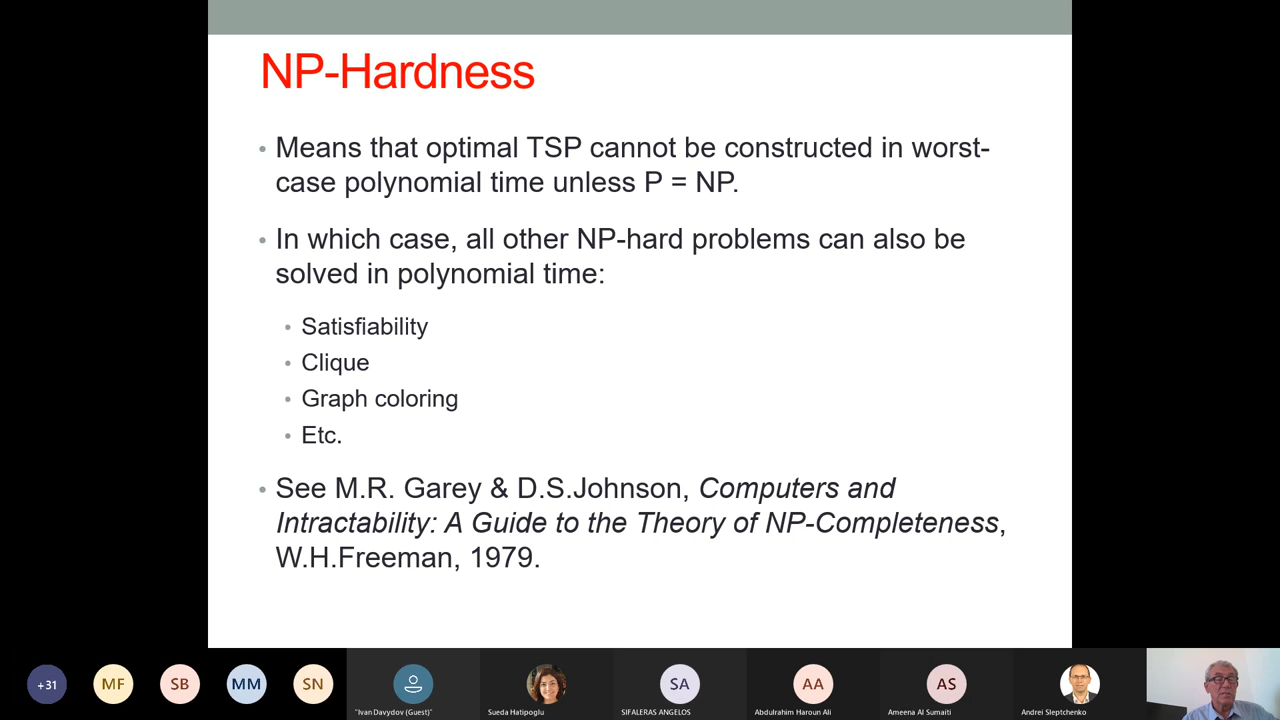 NP-Hardness
• Means that optimal TSP cannot be constructed in worst-
case polynomial time unless P = NP.
• In which case, all other NP-hard problems can also be
solved in polynomial time:
• Satisfiability
• Clique
• Graph coloring
• Etc.
• See M.R. Garey & D.S.Johnson, Computers and
Intractability: A Guide to the Theory of NP-Completeness,
W.H.Freeman, 1979.
+31
MF
SB
MM
SN
"Ivan Davydov (Guest)"
Sueda Hatipoglu
SA
SIFALERAS ANGELOS
AA
Abdulrahim Haroun Ali
AS
Ameena Al Sumaiti
Andrei Sleptchenko